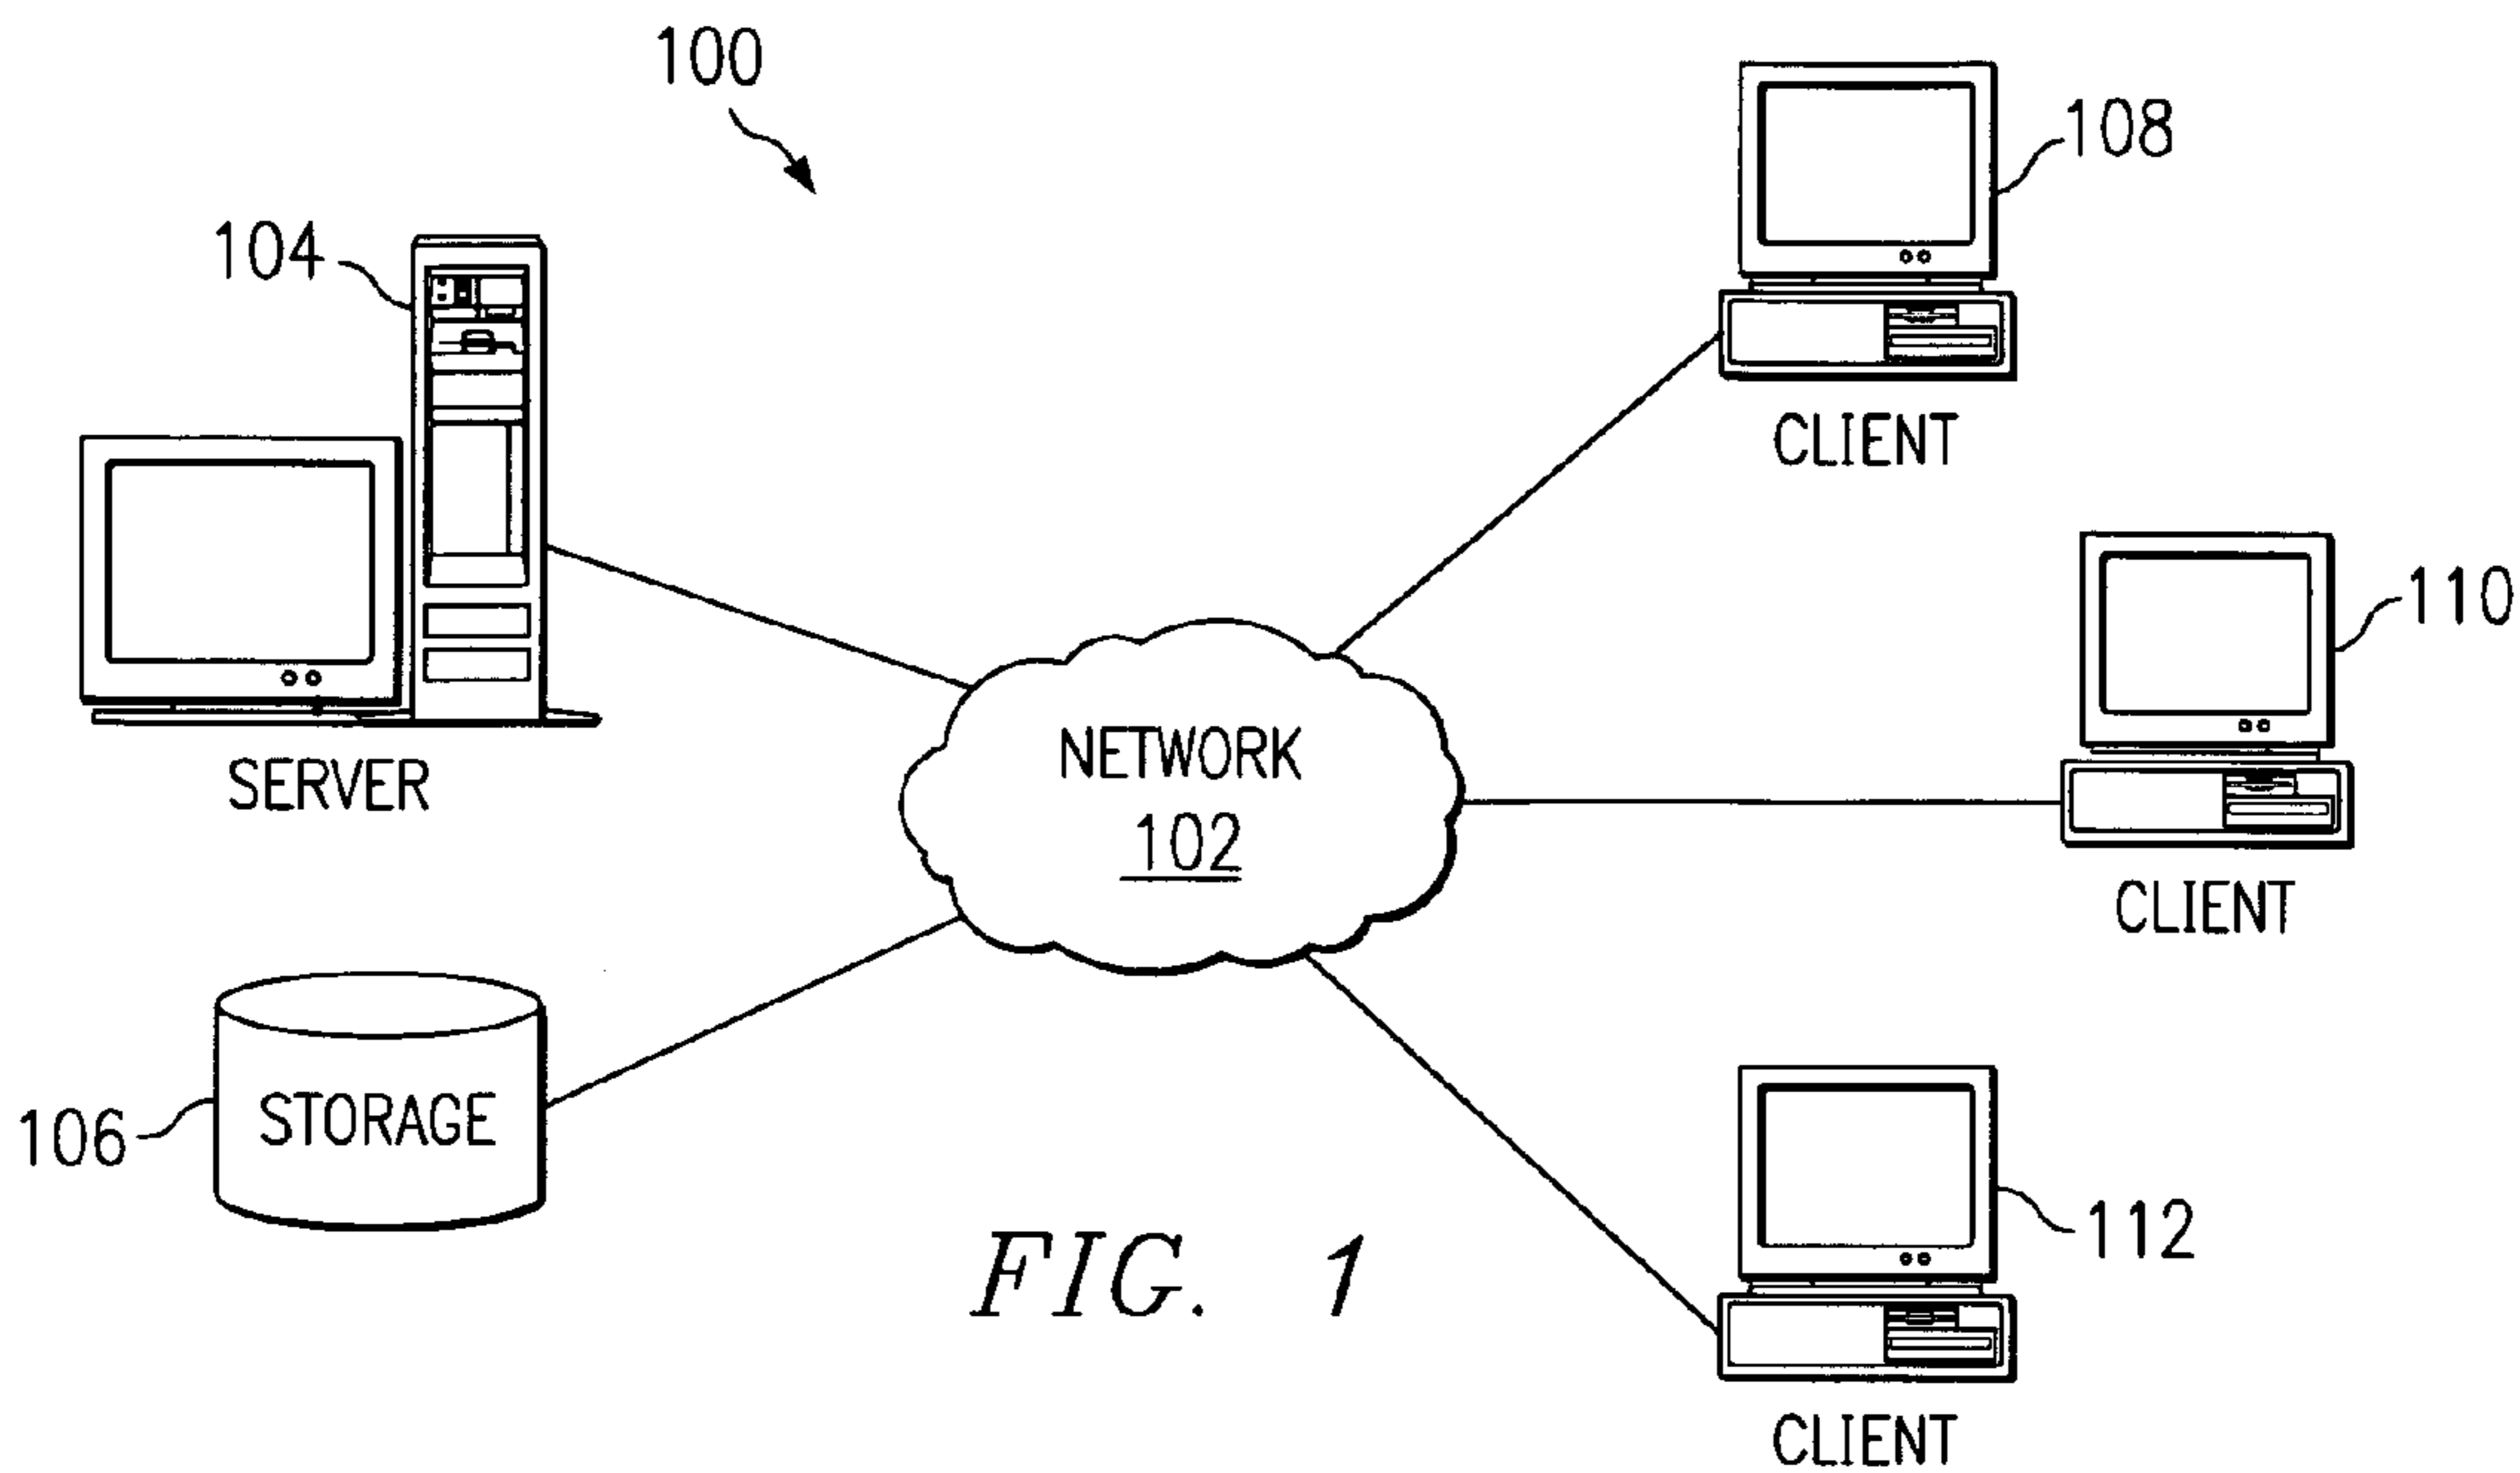 100
108
104
CLIENT
110
NETWORK
102
SERVER
CLIENT
106
STORAGE
112
FIG. 1
CLIENT